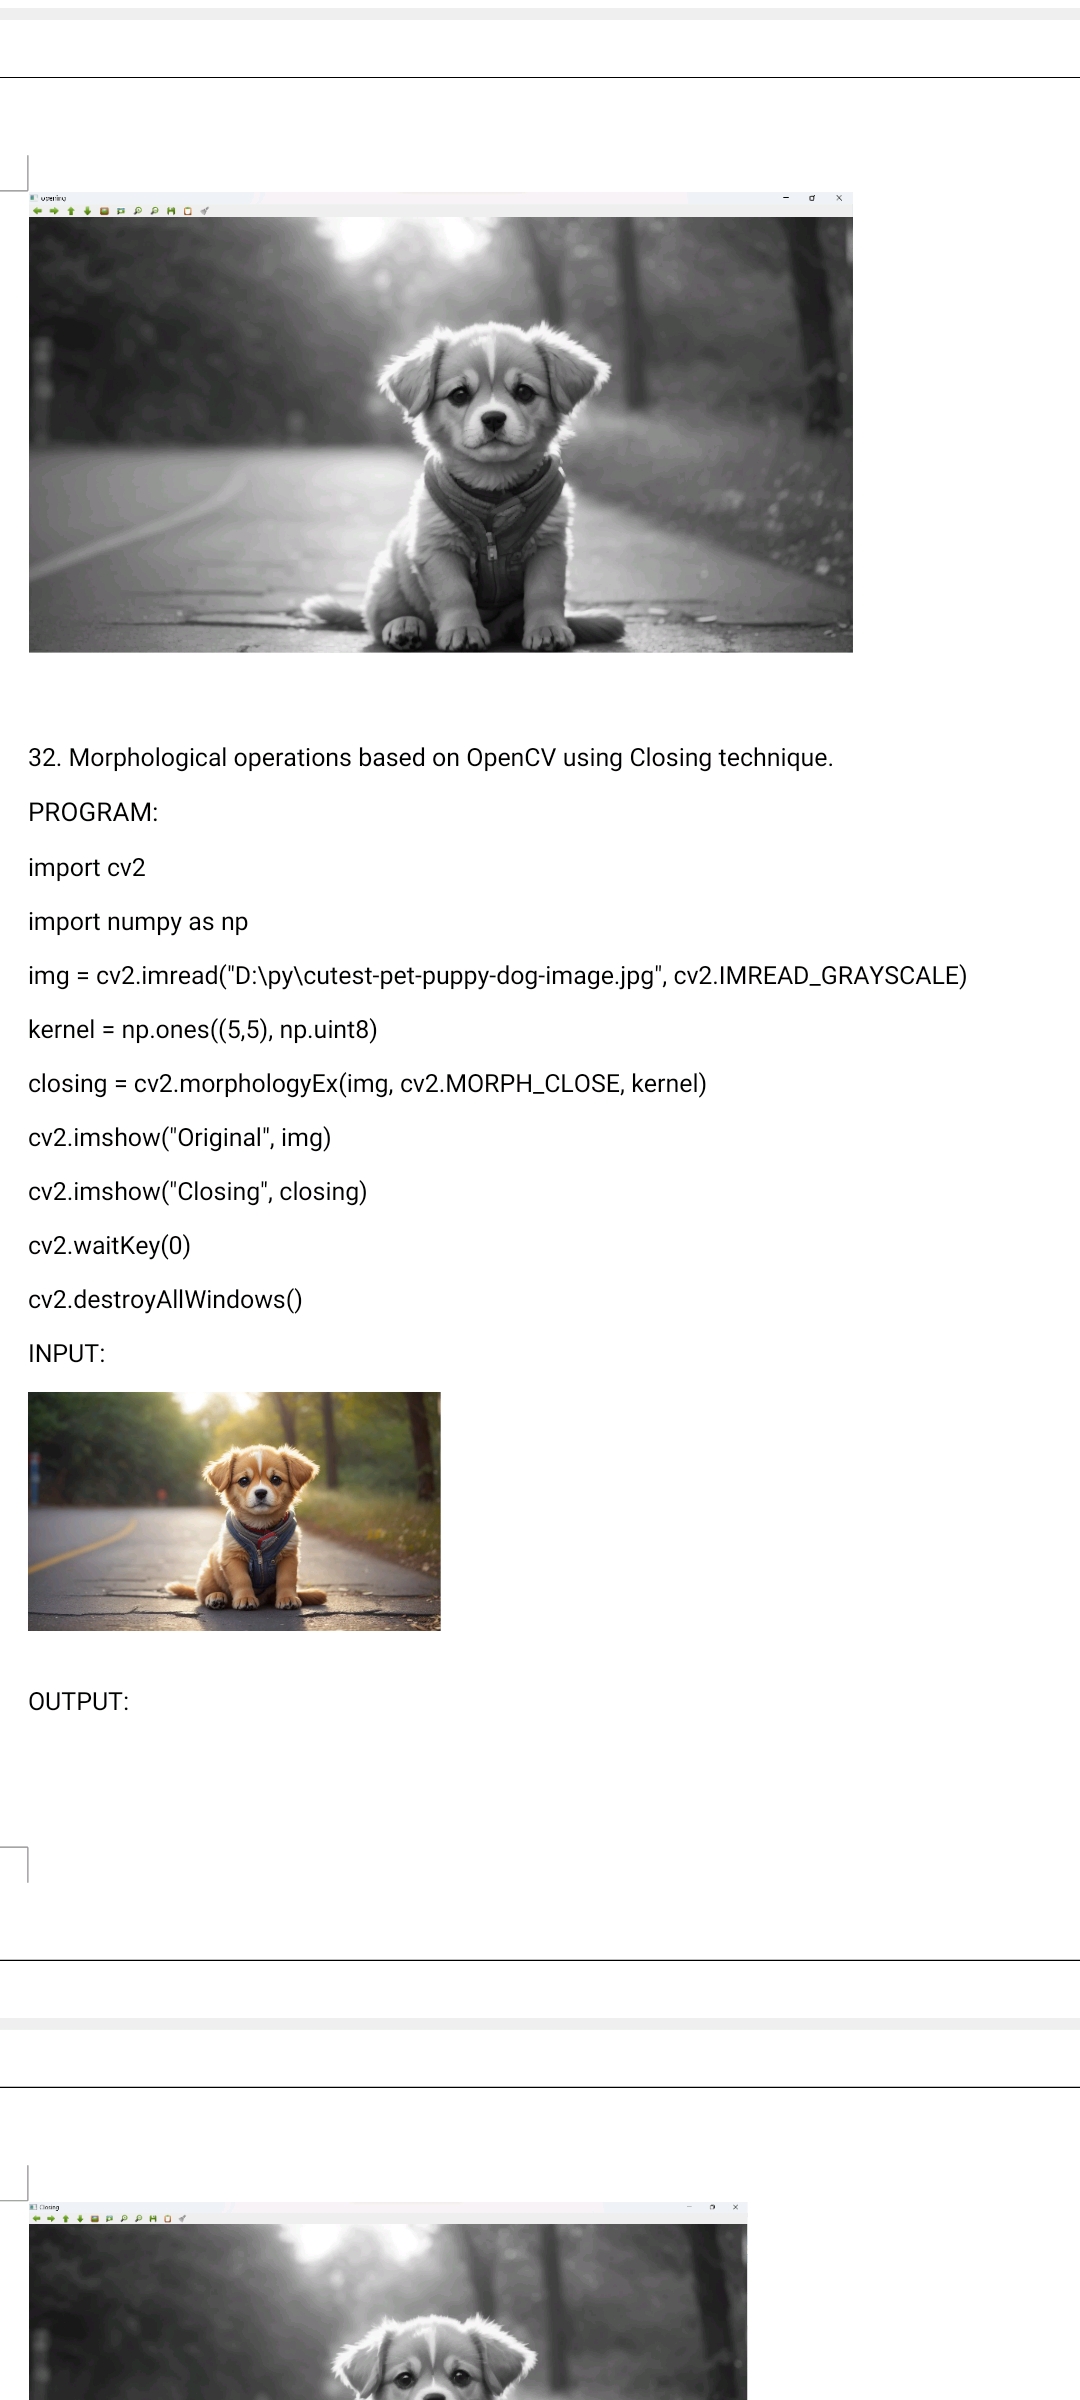 opening
32. Morphological operations based on OpenCV using Closing technique.
PROGRAM:
import cv2
import numpy as np
img = cv2.imread("D:\py\cutest-pet-puppy-dog-image.jpg", cv2.IMREAD_GRAYSCALE)
kernel = np.ones((5,5), np.uint8)
closing = cv2.morphologyEx(img, cv2.MORPH_CLOSE, kernel)
cv2.imshow("Original", img)
cv2.imshow("Closing", closing)
cv2.waitKey(0)
cv2.destroyAllWindows()
INPUT:
OUTPUT:
Closing